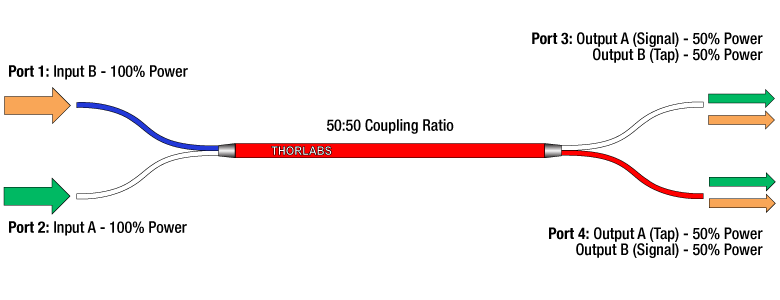 Port 3: Output A (Signal) - 50% Power
Output B (Tap) - 50% Power
Port 1: Input B - 100% Power
50:50 Coupling Ratio
THORLABS
Port 2: Input A - 100% Power
Port 4: Output A (Tap) - 50% Power
Output B (Signal) - 50% Power